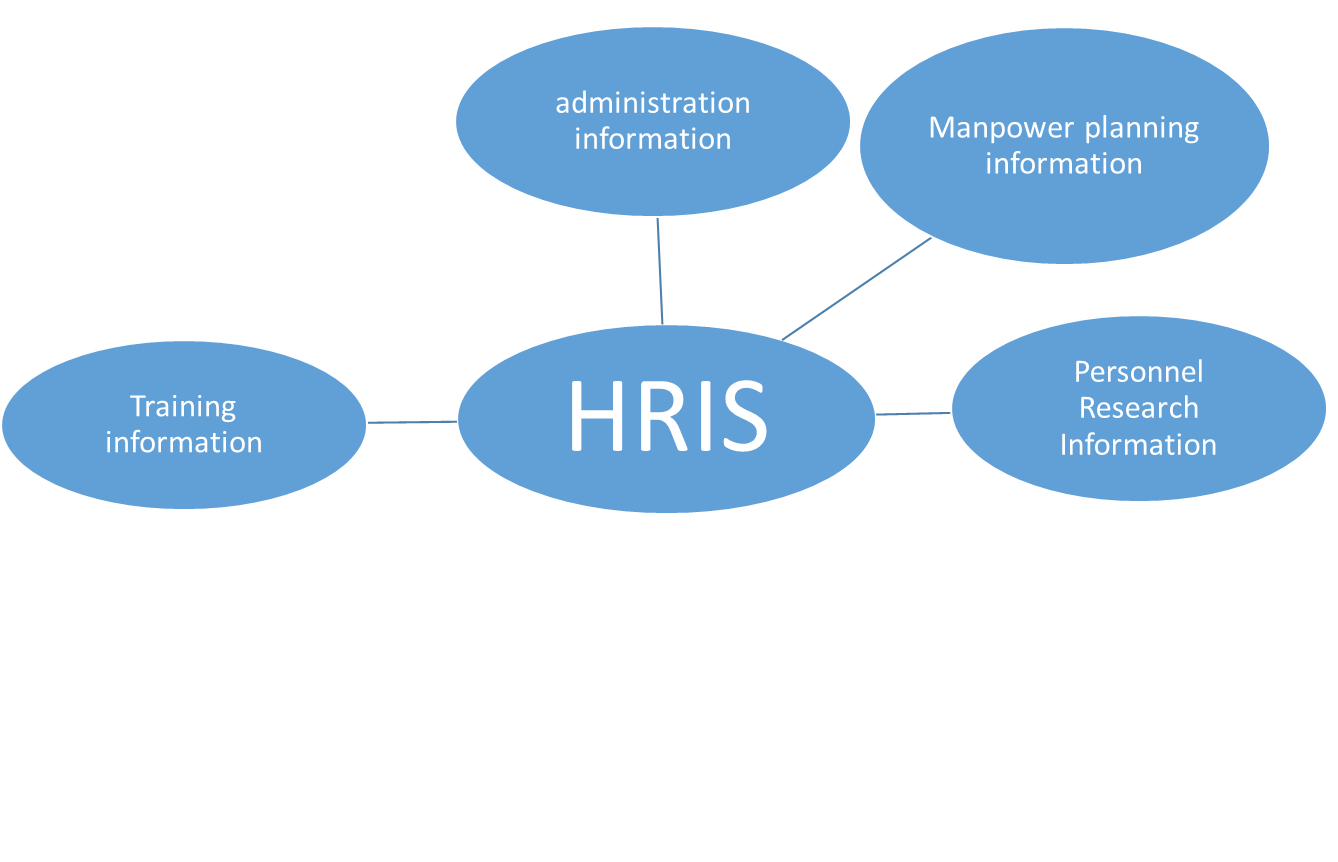 administration
information
Manpower planning
information
Training
information
HRIS
Personnel
Research
Information